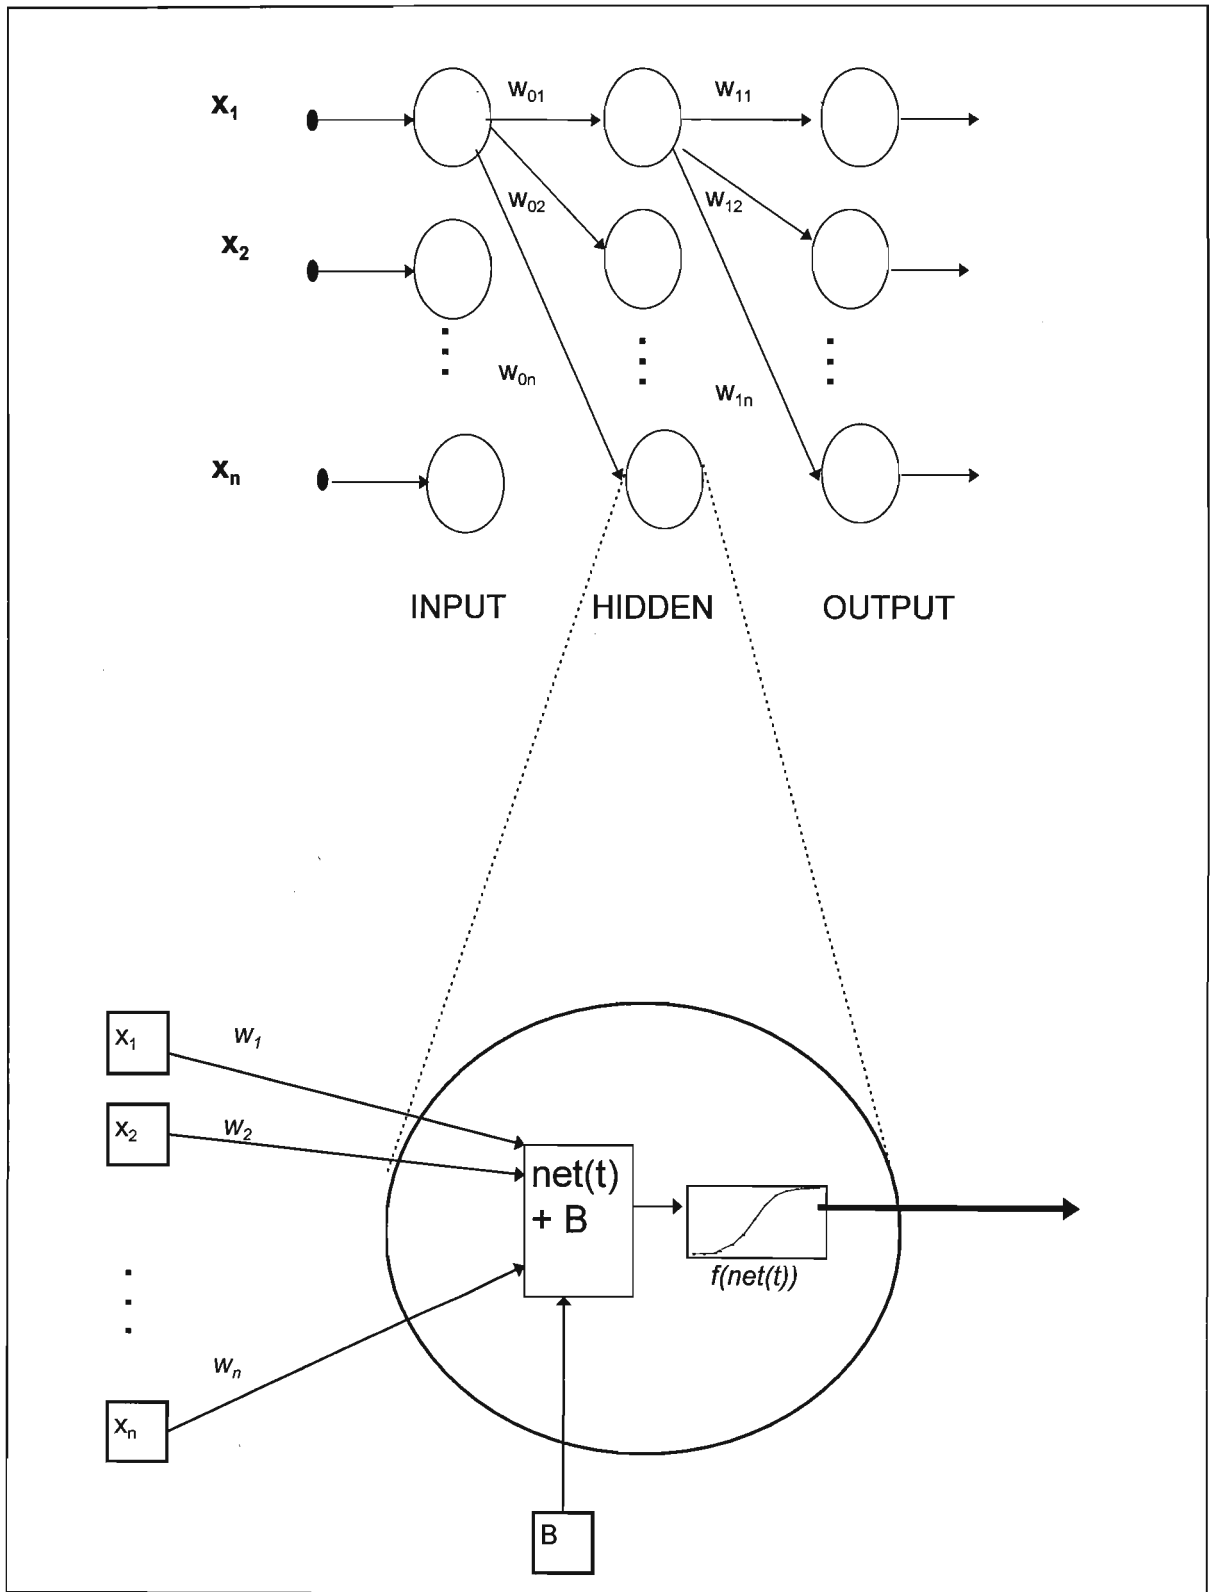 x1 w01 w11
w02 w12
x2
w0n w1n
xn
INPUT HIDDEN OUTPUT
x1 w1
x2 w2
net(t)
+ B
f(net(t))
wn
xn
B